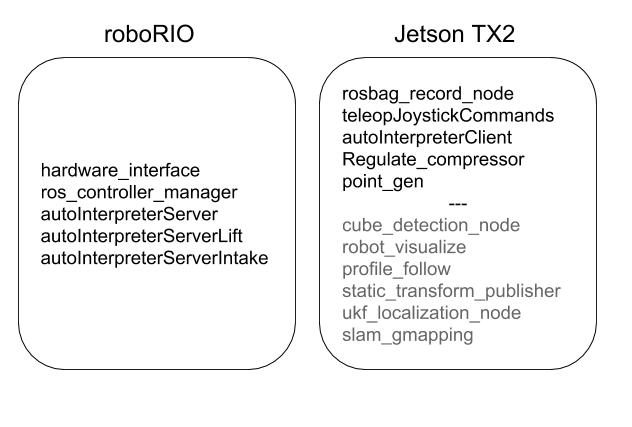 roboRIO
hardware_interface
ros_controller_manager
autoInterpreterServer
autoInterpreterServerLift
autoInterpreterServerIntake
Jetson TX2
rosbag_record_node
teleopJoystickCommands
autoInterpreterClient
Regulate_compressor
point_gen
---
cube_detection_node
robot_visualize
profile_follow
static_transform_publisher
ukf_localization_node
slam_gmapping